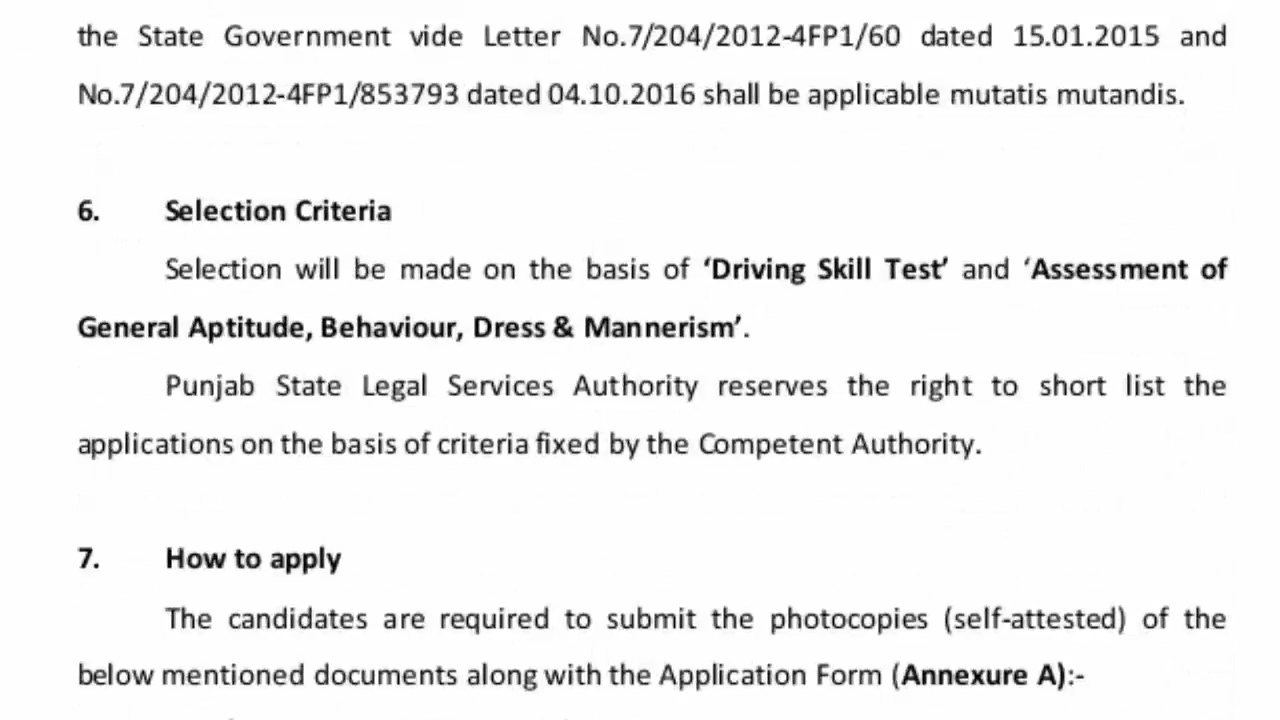 the State Government vide Letter No.7/204/2012-4FP1/60 dated 15.01.2015 and
No.7/204/2012-4FP1/853793 dated 04.10.2016 shall be applicable mutatis mutandis.
6. Selection Criteria
Selection will be made on the basis of ‘Driving Skill Test’ and ‘Assessment of
General Aptitude, Behaviour, Dress & Mannerism’.
Punjab State Legal Services Authority reserves the right to short list the
applications on the basis of criteria fixed by the Competent Authority.
7. How to apply
The candidates are required to submit the photocopies (self-attested) of the
below mentioned documents along with the Application Form (Annexure A):-